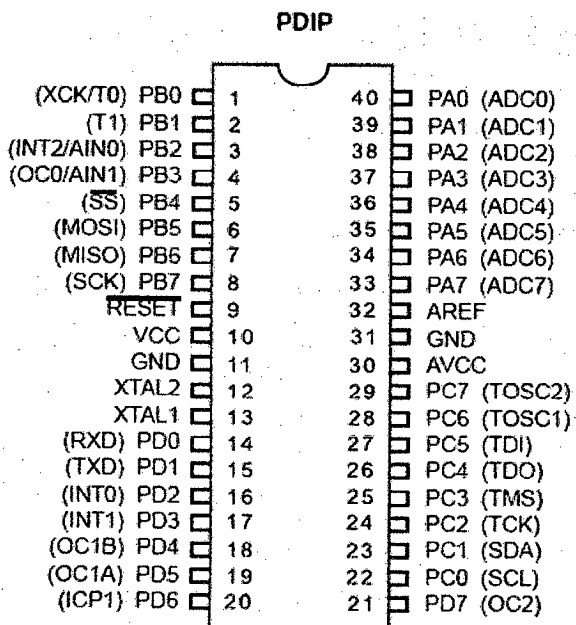 PDIP
(XCK/T0) PB0 1 40 PA0 (ADC0)
(T1) PB1 2 39 PA1 (ADC1)
(INT2/AIN0) PB2 3 38 PA2 (ADC2)
(OC0/AIN1) PB3 4 37 PA3 (ADC3)
(SS) PB4 5 36 PA4 (ADC4)
(MOSI) PB5 6 35 PA5 (ADC5)
(MISO) PB6 7 34 PA6 (ADC6)
(SCK) PB7 8 33 PA7 (ADC7)
RESET 9 32 AREF
VCC 10 31 GND
GND 11 30 AVCC
XTAL2 12 29 PC7 (TOSC2)
XTAL1 13 28 PC6 (TOSC1)
(RXD) PD0 14 27 PC5 (TDI)
(TXD) PD1 15 26 PC4 (TDO)
(INT0) PD2 16 25 PC3 (TMS)
(INT1) PD3 17 24 PC2 (TCK)
(OC1B) PD4 18 23 PC1 (SDA)
(OC1A) PD5 19 22 PC0 (SCL)
(ICP1) PD6 20 21 PD7 (OC2)